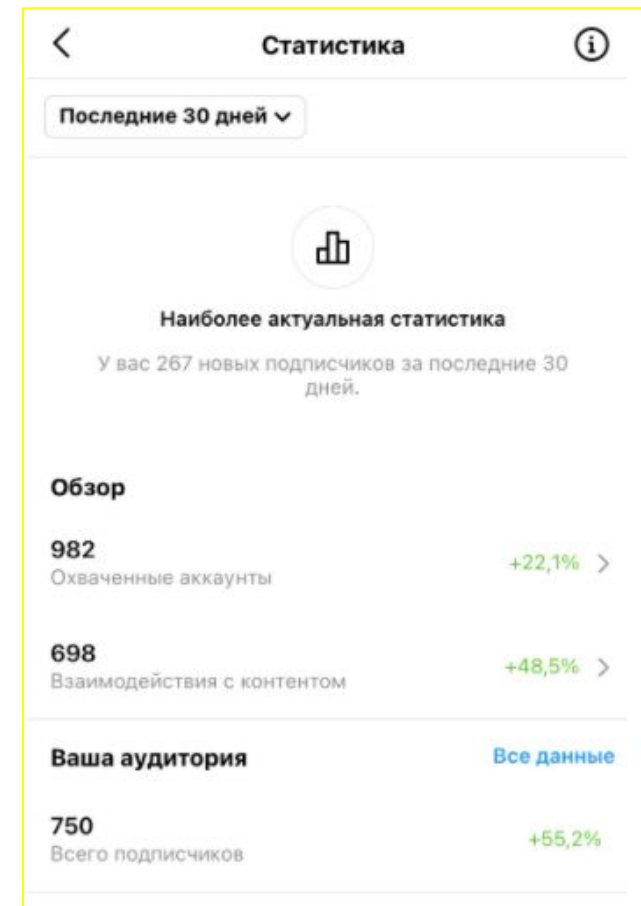 Статистика
Последние 30 дней
Наиболее актуальная статистика
У вас 267 новых подписчиков за последние 30
дней.
Обзор
982
Охваченные аккаунты
+22,1%
698
Взаимодействия с контентом
+48,5%
Ваша аудитория
Все данные
750
Всего подписчиков
+55,2%